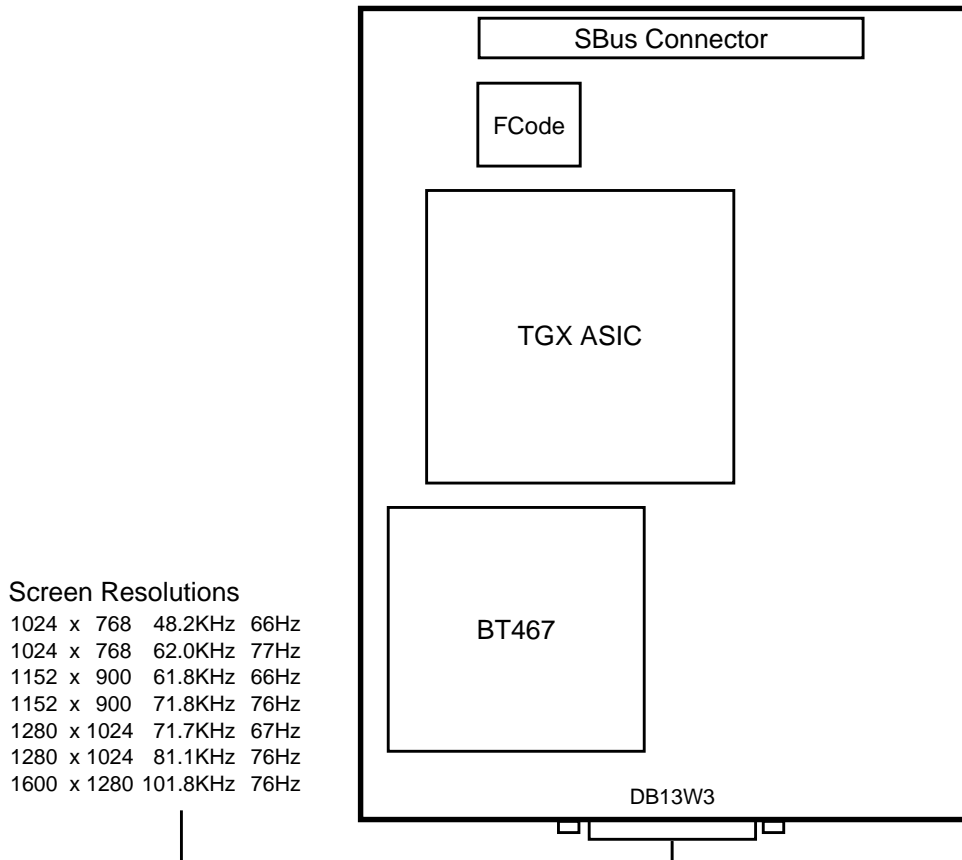 SBus Connector
FCode
TGX ASIC
BT467
DB13W3
Screen Resolutions
1024 x 768 48.2KHz 66Hz
1024 x 768 62.0KHz 77Hz
1152 x 900 61.8KHz 66Hz
1152 x 900 71.8KHz 76Hz
1280 x 1024 71.7KHz 67Hz
1280 x 1024 81.1KHz 76Hz
1600 x 1280 101.8KHz 76Hz